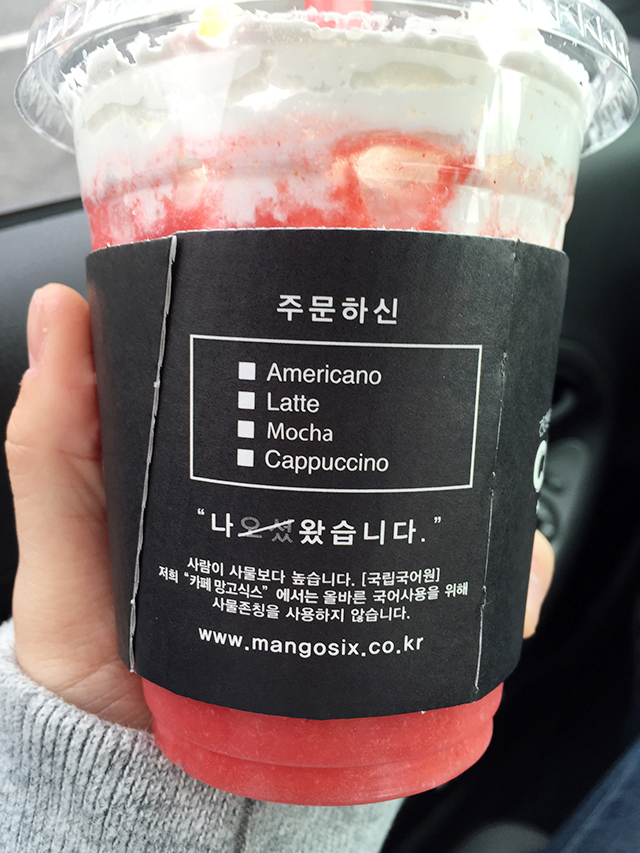 주문하신
Americano
Latte
Mocha
Cappuccino
“나오셨왔습니다.”
사람이 사물보다 높습니다. [국립국어원]
저희 “카페 망고식스” 에서는 올바른 국어사용을 위해
사물존칭을 사용하지 않습니다.
www.mangosix.co.kr